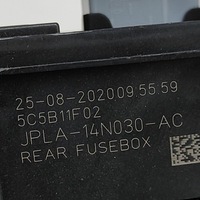 25-08-202009:55:59
5C5B11F02
JPLA-14N030-AC
REAR FUSEBOX